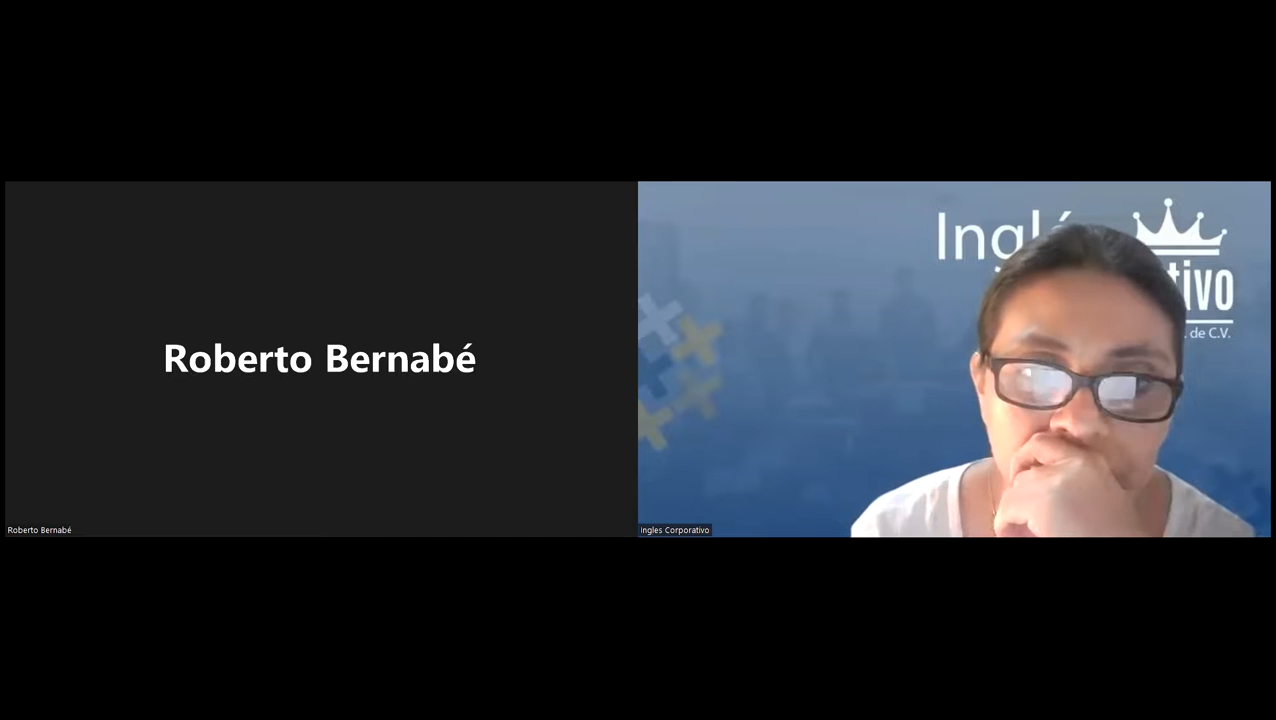 Roberto Bernabé
Roberto Bernabé
Ingl
tivo
. de C.V.
Ingles Corporativo